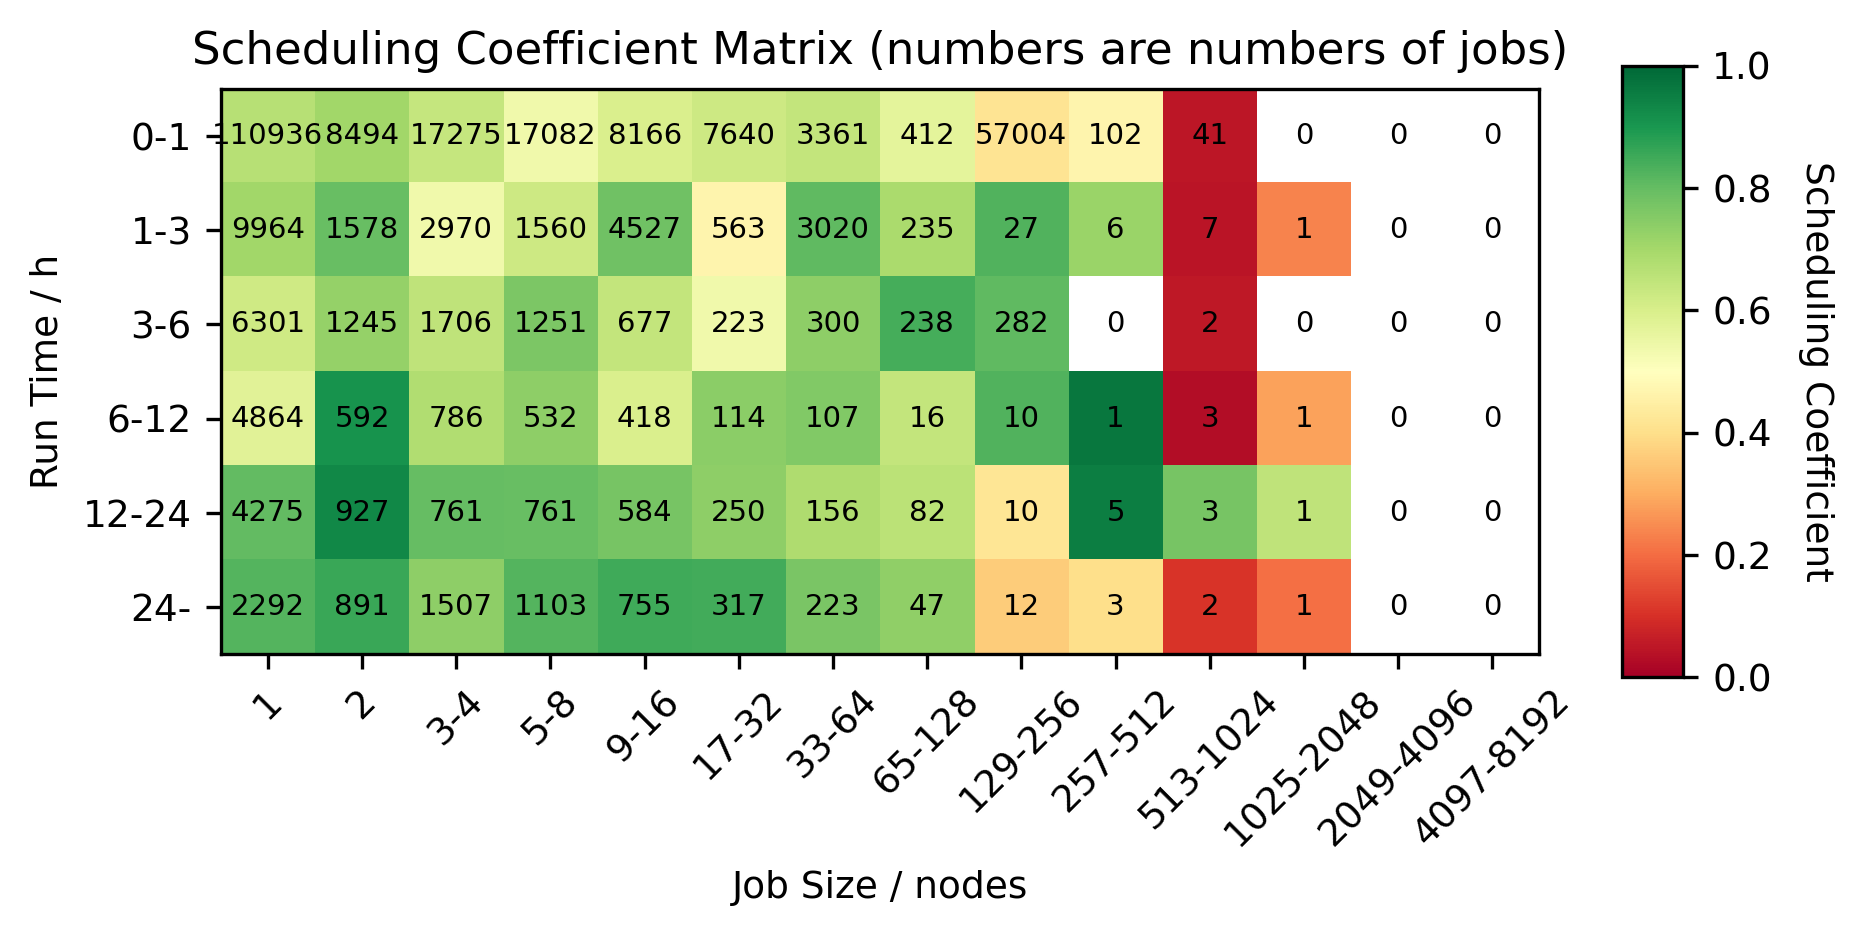 Scheduling Coefficient Matrix (numbers are numbers of jobs)
0-1 110936 8494 17275 17082 8166 7640 3361 412 57004 102 41 0 0 0
1-3 9964 1578 2970 1560 4527 563 3020 235 27 6 7 1 0 0
3-6 6301 1245 1706 1251 677 223 300 238 282 0 2 0 0 0
6-12 4864 592 786 532 418 114 107 16 10 1 3 1 0 0
12-24 4275 927 761 761 584 250 156 82 10 5 3 1 0 0
24- 2292 891 1507 1103 755 317 223 47 12 3 2 1 0 0
Run Time / h
1 2 3-4 5-8 9-16 17-32 33-64 65-128 129-256 257-512 513-1024 1025-2048 2049-4096 4097-8192
Job Size / nodes
1.0
0.8
0.6
0.4
0.2
0.0
Scheduling Coefficient